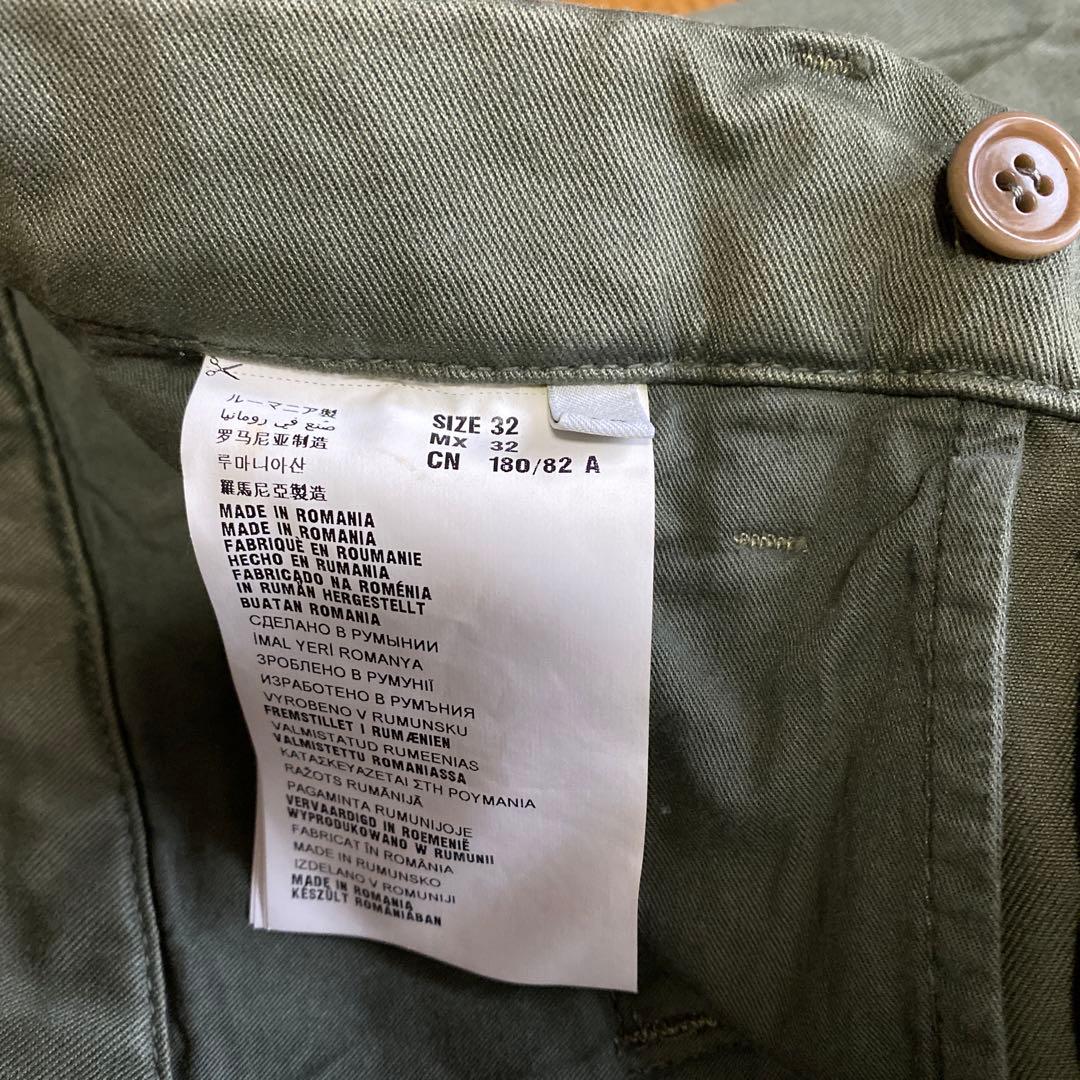 ルーマニア製
صنع في رومانيا
罗马尼亚制造
루마니아산
羅馬尼亞製造
MADE IN ROMANIA
MADE IN ROMANIA
FABRIQUÉ EN ROUMANIE
HECHO EN RUMANIA
FABRICADO NA ROMÉNIA
IN RUMÄN HERGESTELLT
BUATAN ROMANIA
СДЕЛАНО В РУМЫНИИ
İMAL YERİ ROMANYA
ЗРОБЛЕНО В РУМУНІЇ
ИЗРАБОТЕНО В РУМЪНИЯ
VYROBENO V RUMUNSKU
FREMSTILLET I RUMÆNIEN
VALMISTATUD RUMEENIAS
VALMISTETTU ROMANIASSA
ΚΑΤΑΣΚΕΥΑΖΕΤΑΙ ΣΤΗ ΡΟΥΜΑΝΙΑ
RAŽOTS RUMĀNIJĀ
PAGAMINTA RUMUNIJOJE
VERVAARDIGD IN ROEMENIË
WYPRODUKOWANO W RUMUNII
FABRICAT ÎN ROMÂNIA
MADE IN RUMUNSKO
IZDELANO V ROMUNIJI
MADE IN ROMANIA
KÉSZÜLT ROMÁNIÁBAN
SIZE 32
MX 32
CN 180/82 A